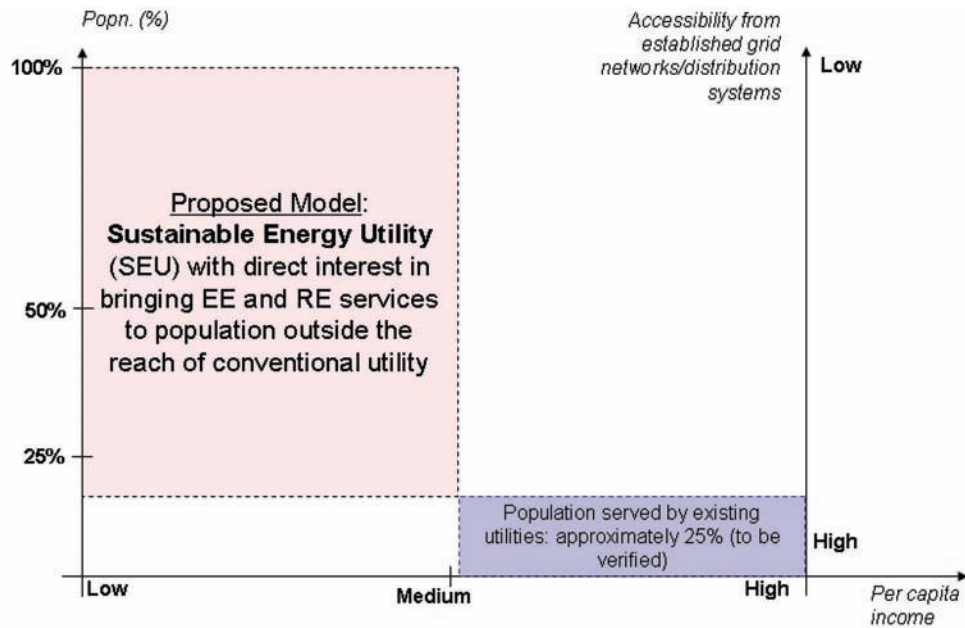 Popn. (%)
Accessibility from
established grid
networks/distribution
systems
100%
Low
Proposed Model:
Sustainable Energy Utility
(SEU) with direct interest in
bringing EE and RE services
to population outside the
reach of conventional utility
50%
25%
Population served by existing
utilities: approximately 25% (to be
verified)
High
Low
Medium
High
Per capita
income